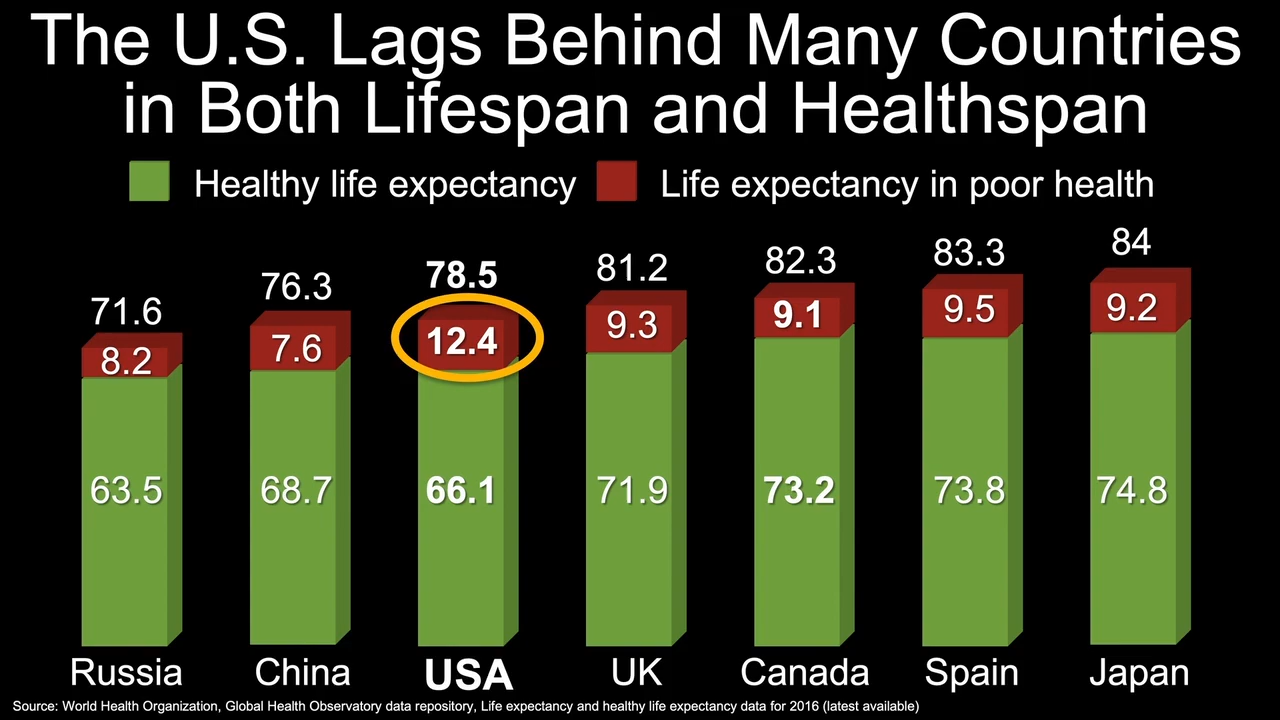 The U.S. Lags Behind Many Countries
in Both Lifespan and Healthspan
Healthy life expectancy
Life expectancy in poor health
71.6
76.3
78.5
81.2
82.3
83.3
84
8.2
7.6
12.4
9.3
9.1
9.5
9.2
63.5
68.7
66.1
71.9
73.2
73.8
74.8
Russia
China
USA
UK
Canada
Spain
Japan
Source: World Health Organization, Global Health Observatory data repository, Life expectancy and healthy life expectancy data for 2016 (latest available)